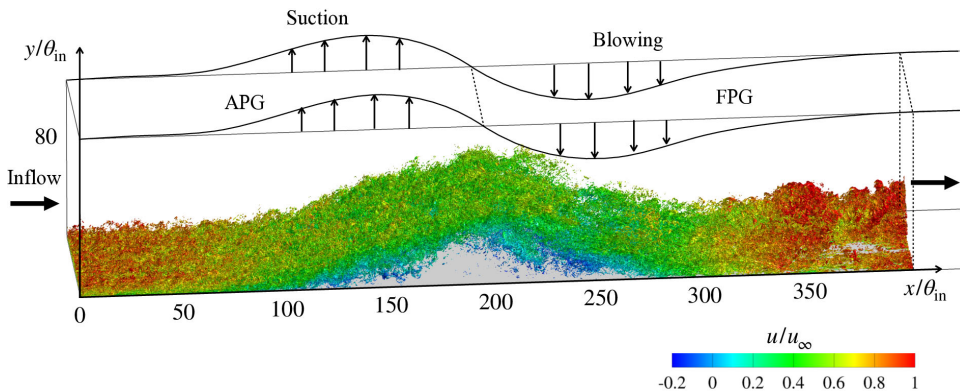 Suction
y/θin
Blowing
APG
FPG
80
Inflow
0
50
100
150
200
250
300
350
x/θin
u/u∞
-0.2
0
0.2
0.4
0.6
0.8
1